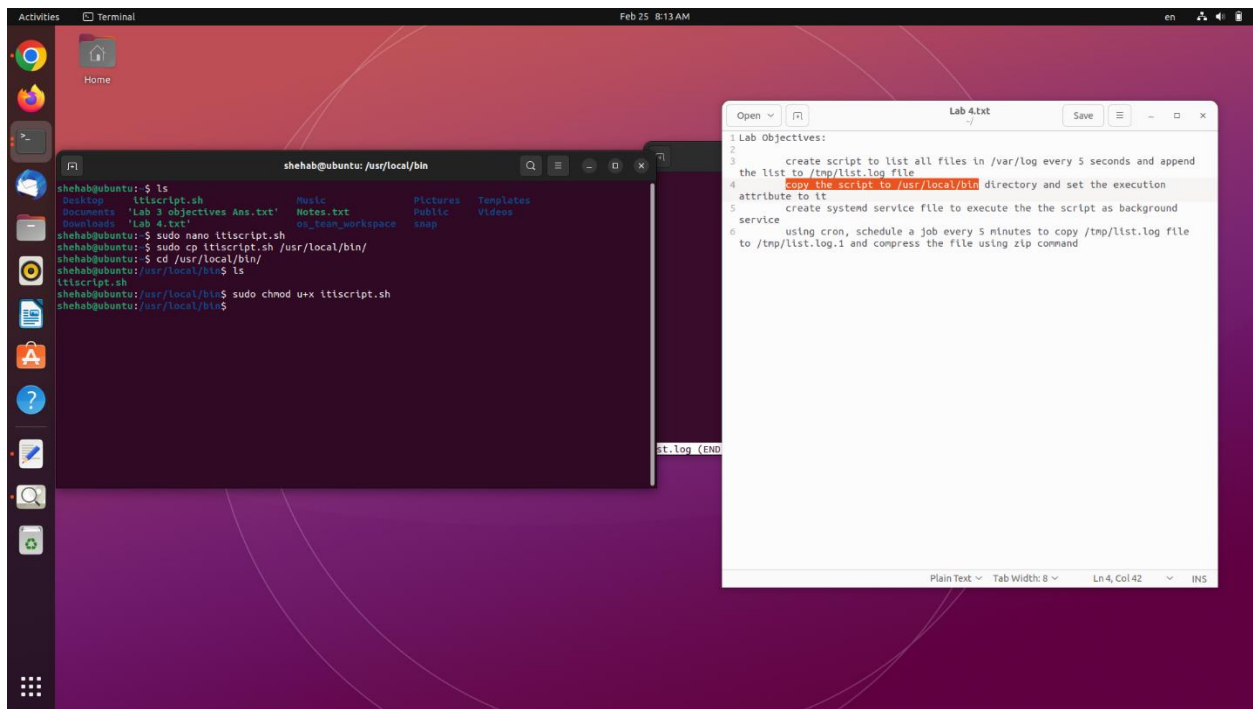 Activities
Terminal
Feb 25 8:13 AM
en
Home
shehab@ubuntu: /usr/local/bin
shehab@ubuntu:~$ ls
Desktop itiscript.sh Music Pictures Templates
Documents 'Lab 3 objectives Ans.txt' Notes.txt Public Videos
Downloads 'Lab 4.txt' os_team_workspace snap
shehab@ubuntu:~$ sudo nano itiscript.sh
shehab@ubuntu:~$ sudo cp itiscript.sh /usr/local/bin/
shehab@ubuntu:~$ cd /usr/local/bin/
shehab@ubuntu:/usr/local/bin$ ls
itiscript.sh
shehab@ubuntu:/usr/local/bin$ sudo chmod u+x itiscript.sh
shehab@ubuntu:/usr/local/bin$
st.log (END
Open
Lab 4.txt
~/
Save
1 Lab Objectives:
2
3 create script to list all files in /var/log every 5 seconds and append
the list to /tmp/list.log file
4 copy the script to /usr/local/bin directory and set the execution
attribute to it
5 create systemd service file to execute the the script as background
service
6 using cron, schedule a job every 5 minutes to copy /tmp/list.log file
to /tmp/list.log.1 and compress the file using zip command
Plain Text Tab Width: 8 Ln 4, Col 42 INS